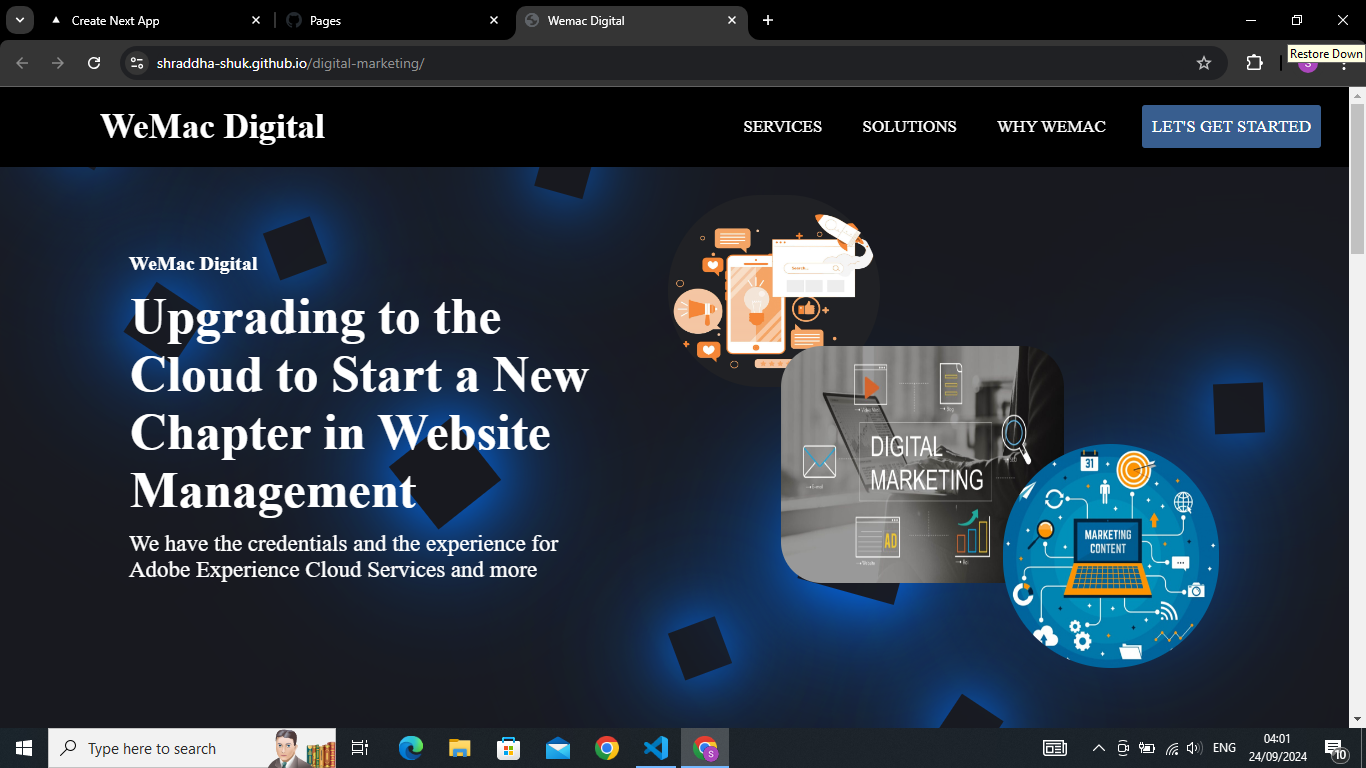 Create Next App
Pages
Wemac Digital
shraddha-shuk.github.io/digital-marketing/
Restore Down
S
WeMac Digital
SERVICES
SOLUTIONS
WHY WEMAC
LET'S GET STARTED
WeMac Digital
Upgrading to the
Cloud to Start a New
Chapter in Website
Management
We have the credentials and the experience for
Adobe Experience Cloud Services and more
Search...
DIGITAL
MARKETING
E-mail
Blog
AD
31
MARKETING
CONTENT
Type here to search
S
ENG
04:01
24/09/2024
10